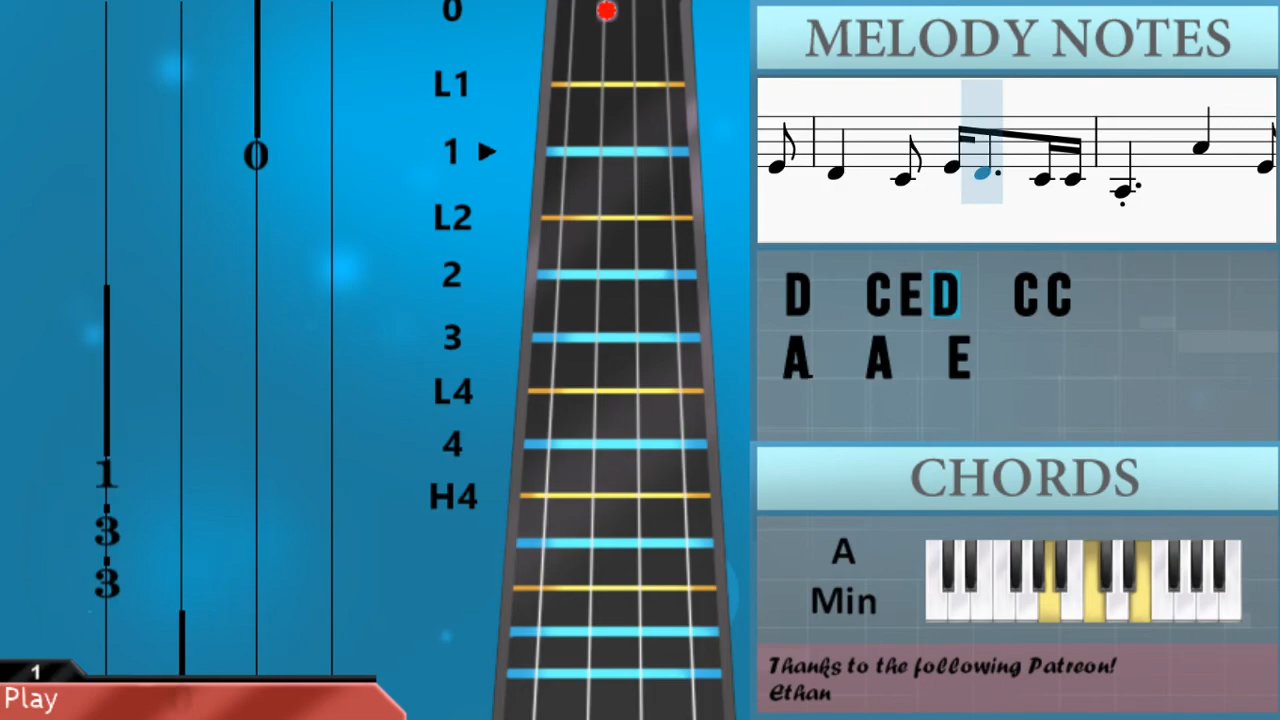 0
L1
1
L2
2
3
L4
4
H4
0
1
3
3
1
Play
MELODY NOTES
D CED CC
A A E
CHORDS
A
Min
Thanks to the following Patreon!
Ethan